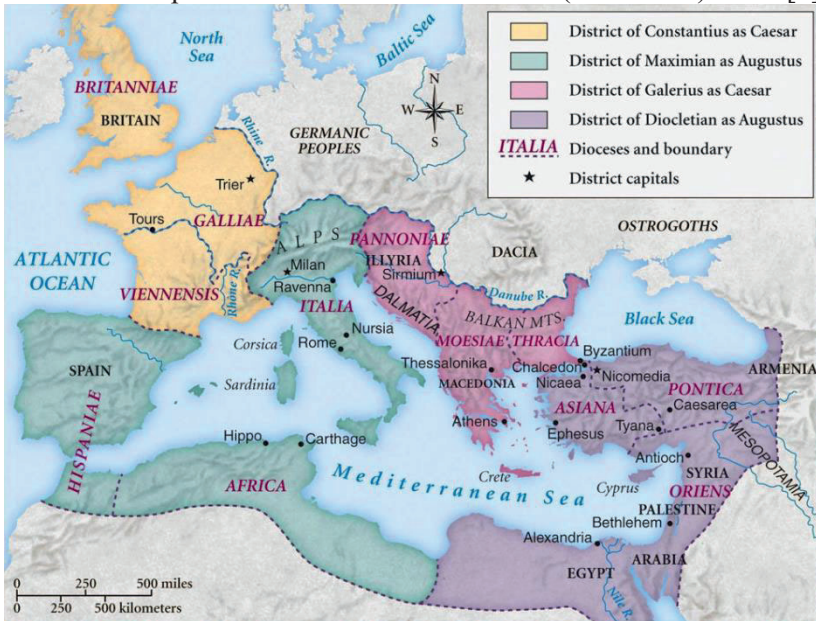 North
Sea
Baltic Sea
District of Constantius as Caesar
District of Maximian as Augustus
District of Galerius as Caesar
District of Diocletian as Augustus
ITALIA Dioceses and boundary
District capitals
N
W E
S
BRITANNIAE
BRITAIN
GERMANIC
PEOPLES
Rhine R.
Trier
Tours
GALLIAE
ATLANTIC
OCEAN
VIENNENSIS
Rhône R.
ALPS
Milan
Ravenna
PANNONIAE
ILLYRIA
Sirmium
DACIA
OSTROGOTHS
DALMATIA
Danube R.
ITALIA
BALKAN MTS.
Black Sea
MOESIAE
THRACIA
Corsica
Nursia
Rome
SPAIN
Sardinia
Thessalonika
MACEDONIA
Byzantium
Chalcedon
Nicaea
Nicomedia
ARMENIA
PONTICA
Caesarea
ASIANA
Athens
Ephesus
Tyana
HISPANIAE
Hippo
Carthage
MESOPOTAMIA
Antioch
SYRIA
AFRICA
Mediterranean Sea
Crete
Cyprus
ORIENS
PALESTINE
Bethlehem
Alexandria
EGYPT
ARABIA
Nile R.
0 250 500 miles
0 250 500 kilometers